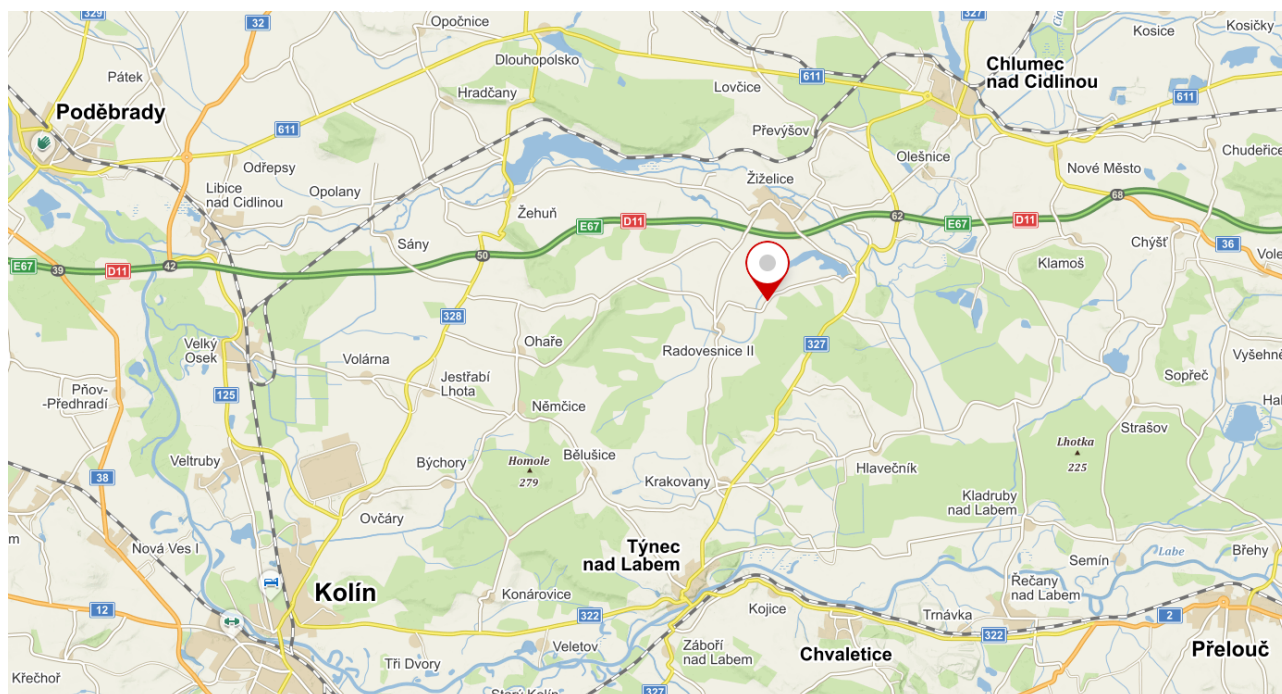 329
32
Opočnice
327
Kosice
Kosičky
Dlouhopolsko
Chlumec
nad Cidlinou
Pátek
Hradčany
611
Lovčice
611
Poděbrady
611
Převýšov
Odřepsy
Olešnice
Nové Město
Chudeřice
Libice
nad Cidlinou
Opolany
Žiželice
68
Žehuň
E67
D11
62
E67
D11
Sány
Chýšť
36
E67
39
D11
42
50
Klamoš
328
Velký
Osek
Volárna
Ohaře
Radovesnice II
327
Vyšehně
Sopřeč
Pňov-
-Předhradí
125
Jestřabí
Lhota
Němčice
Strašov
Veltruby
38
Býchory
Homole
279
Bělušice
Hlavečník
Lhotka
225
Krakovany
Kladruby
nad Labem
Ovčáry
Nová Ves I
Týnec
nad Labem
Semín
Labe
Břehy
Kolín
12
Konárovice
322
Kojice
Řečany
nad Labem
Trnávka
322
2
Přelouč
Křečhoř
Tři Dvory
Veletov
Záboří
nad Labem
Chvaletice
327